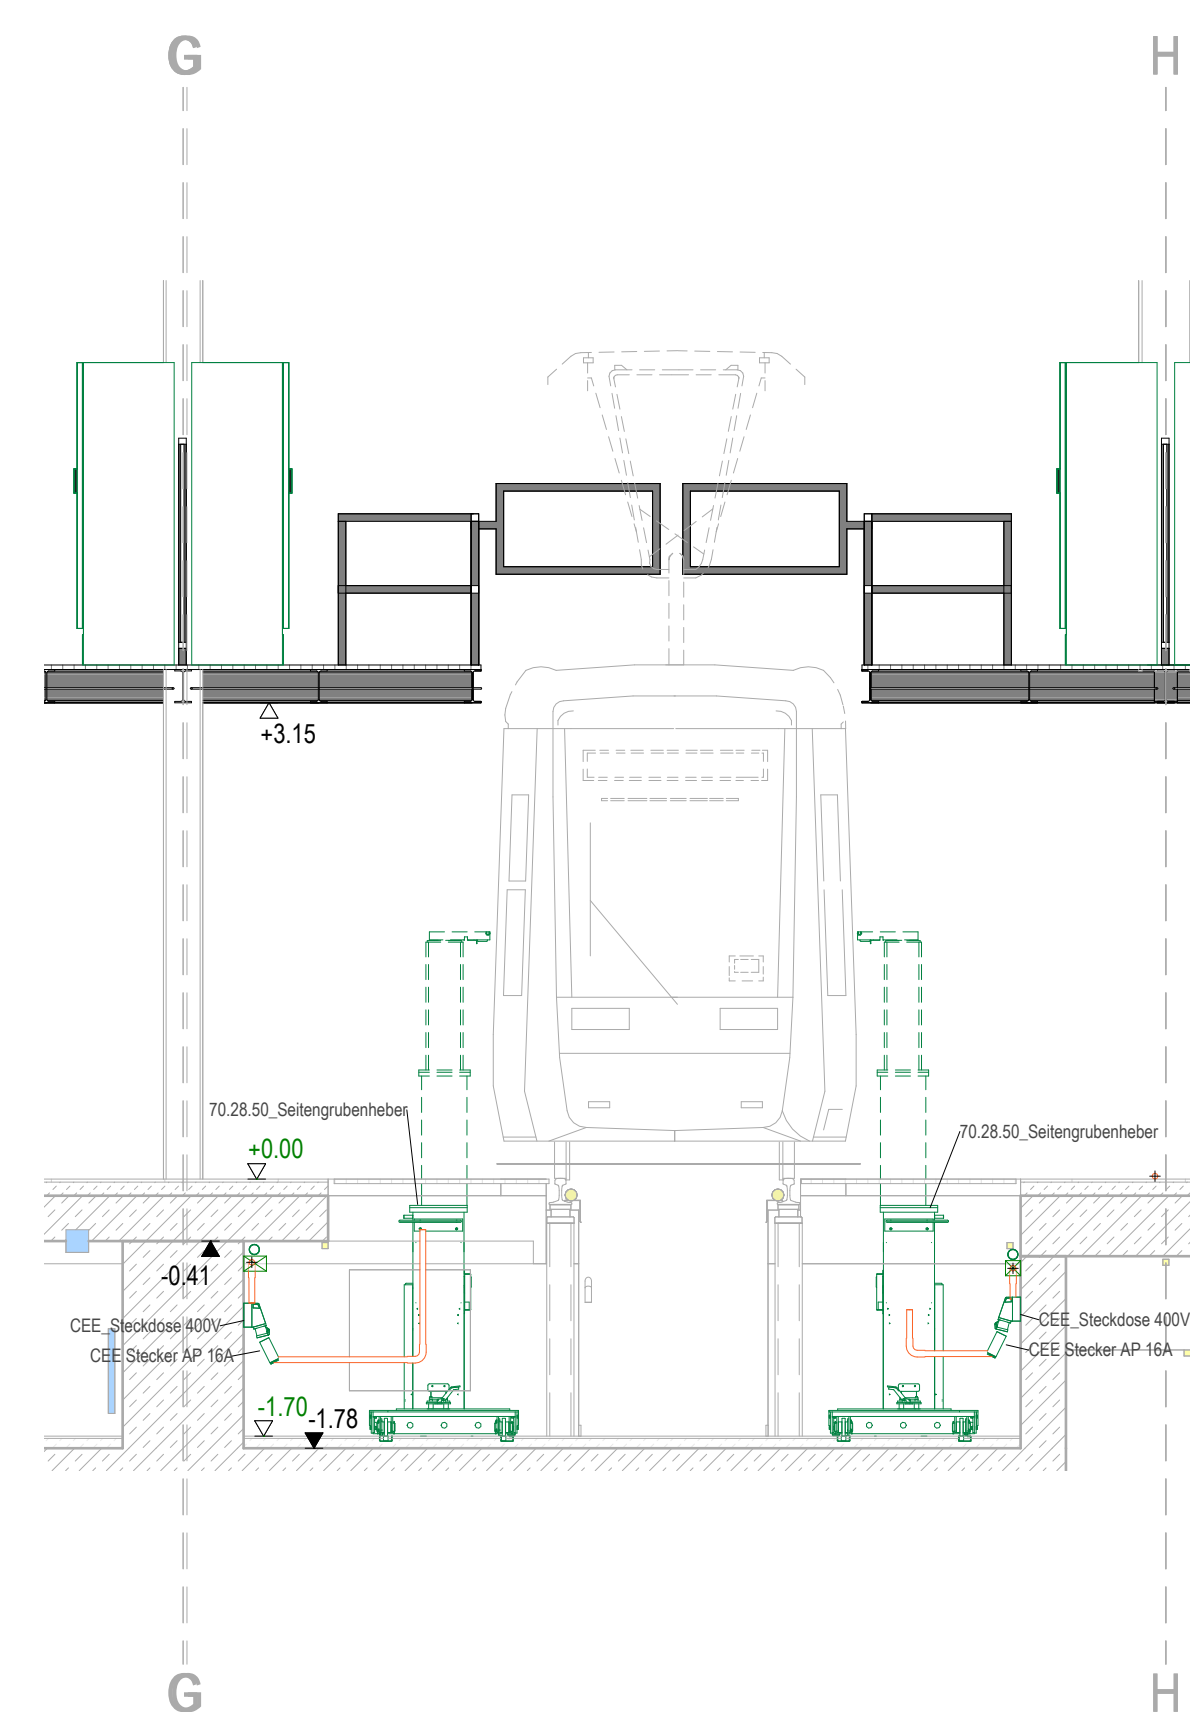 G
H
+3.15
70.28.50_Seitengrubenheber
70.28.50_Seitengrubenheber
+0.00
-0.41
CEE_Steckdose 400V
CEE_Steckdose 400V
CEE Stecker AP 16A
CEE Stecker AP 16A
-1.70
-1.78
G
H